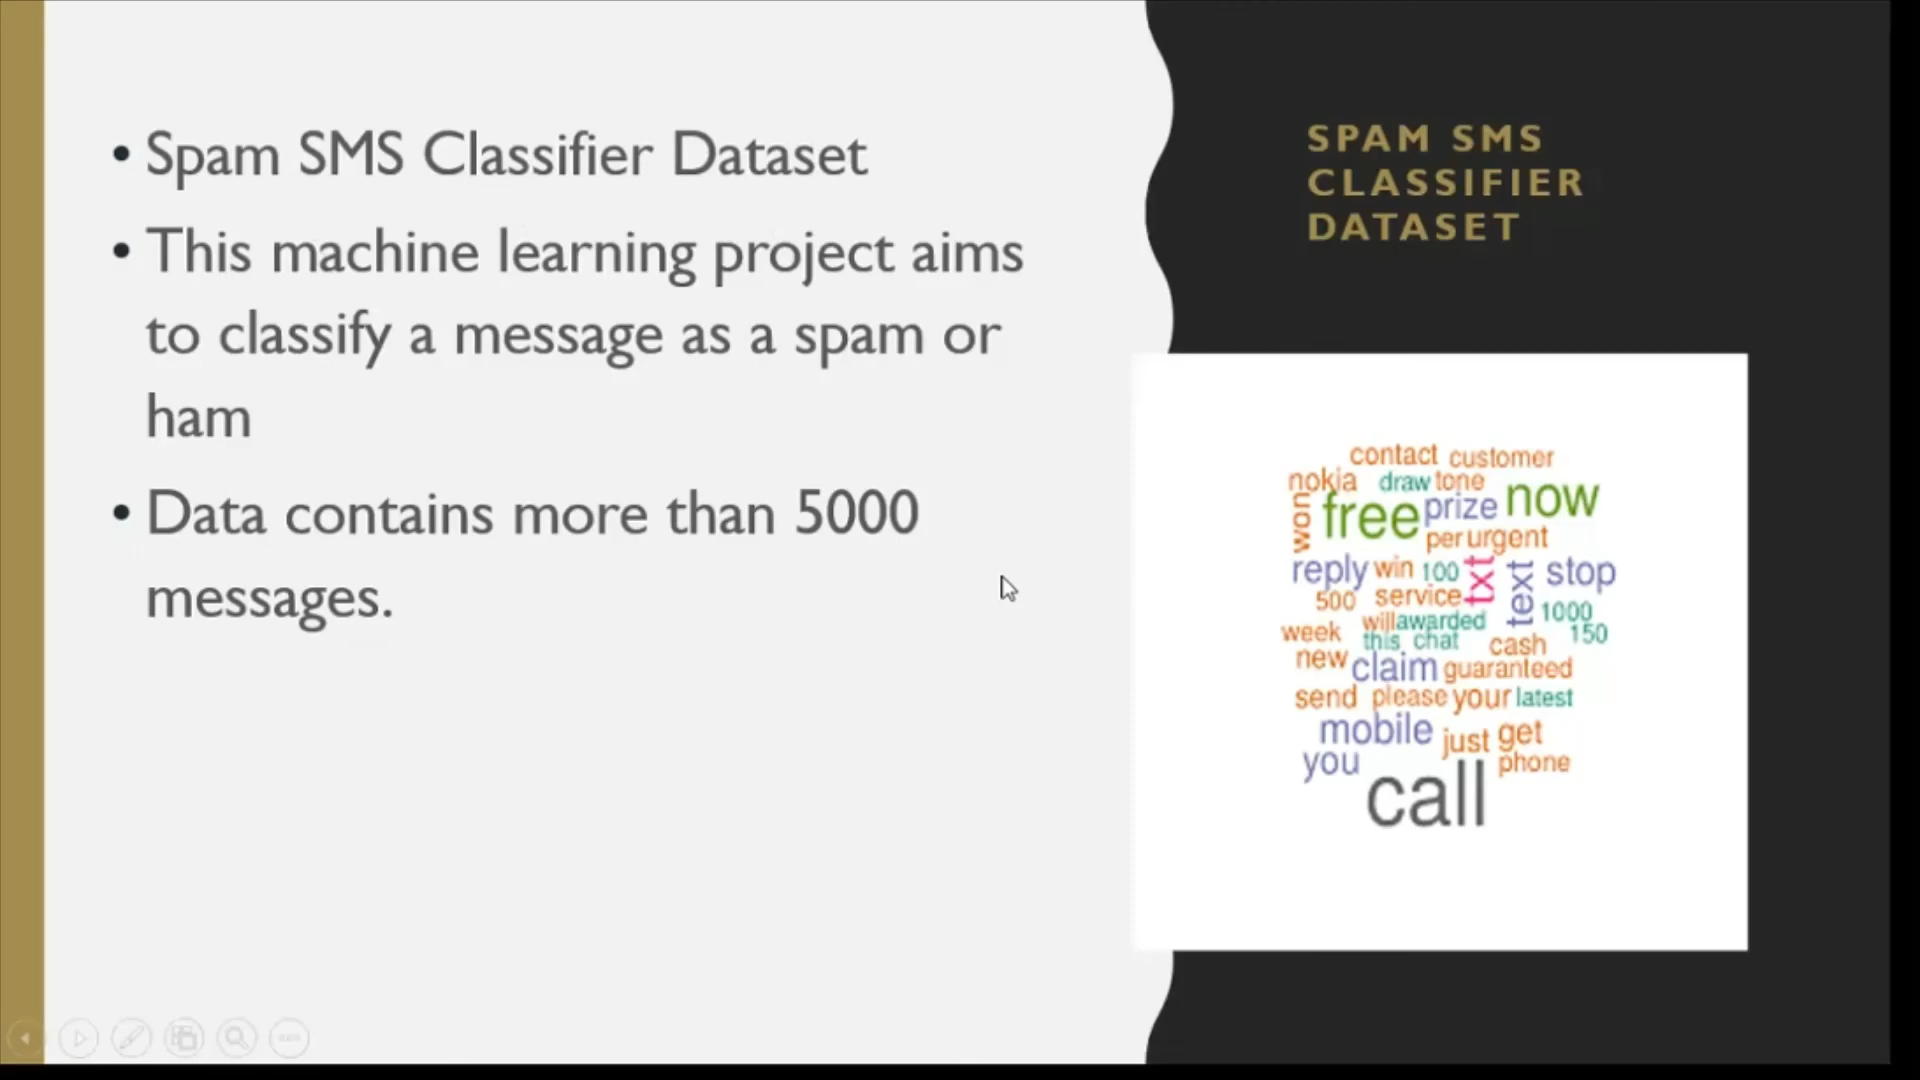 • Spam SMS Classifier Dataset
• This machine learning project aims
to classify a message as a spam or
ham
• Data contains more than 5000
messages.
SPAM SMS
CLASSIFIER
DATASET
contact customer
nokia draw tone
won free prize now
per urgent
reply win 100 txt text stop
500 service 1000
week will awarded 150
this chat cash
new claim guaranteed
send please your latest
mobile just get
you phone
call